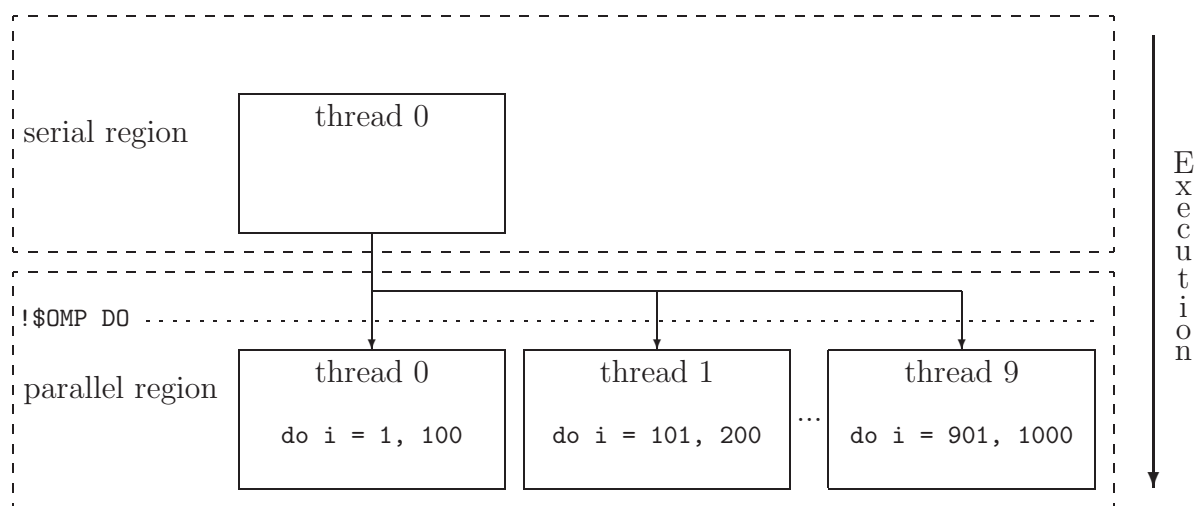 thread 0
serial region
Execution
!$OMP DO
thread 0
thread 1
thread 9
parallel region
do i = 1, 100
do i = 101, 200
...
do i = 901, 1000